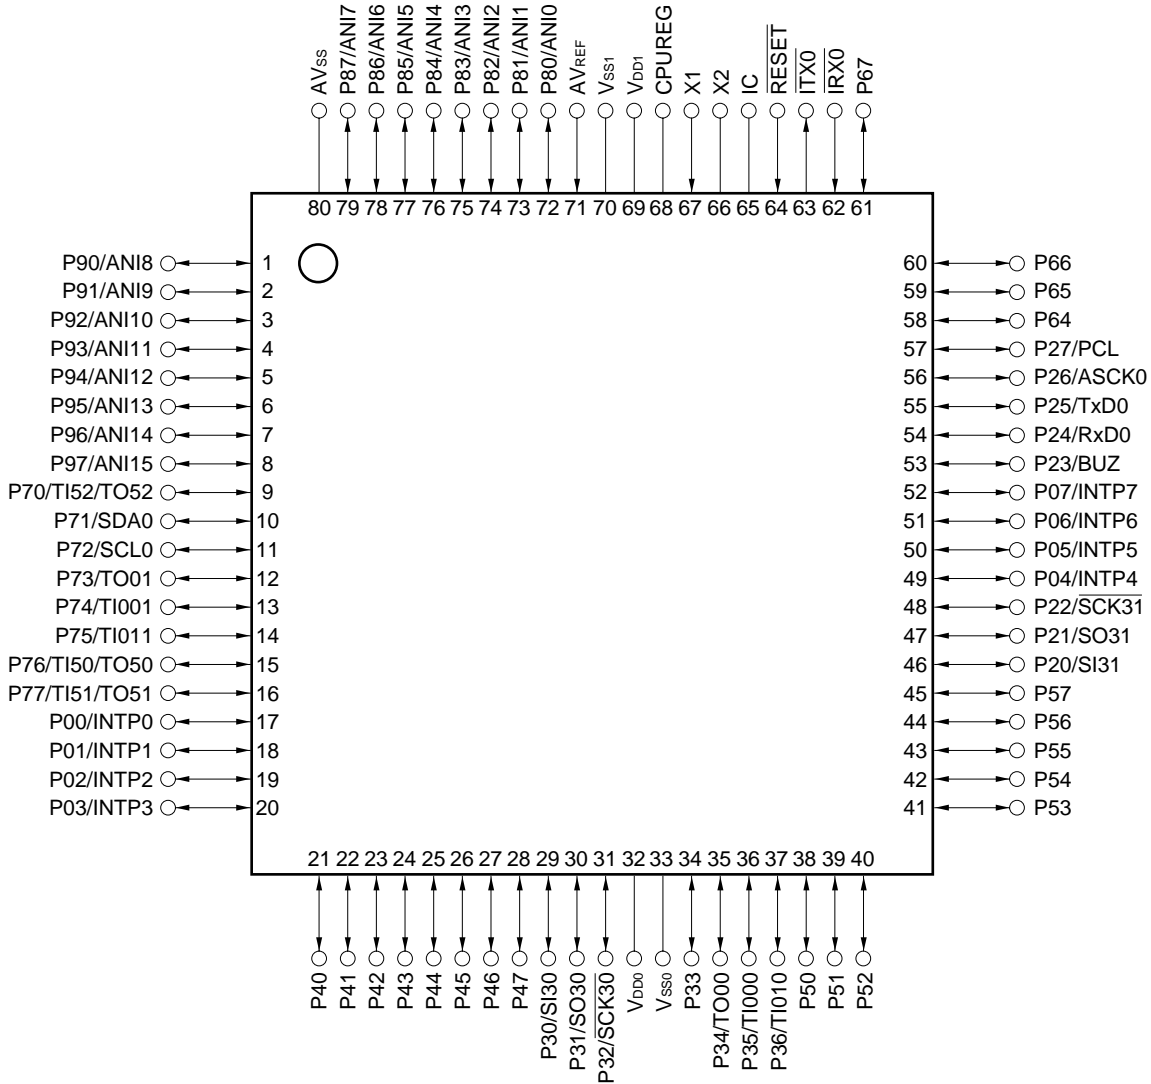 AVSS
P87/ANI7
P86/ANI6
P85/ANI5
P84/ANI4
P83/ANI3
P82/ANI2
P81/ANI1
P80/ANI0
AVREF
VSS1
VDD1
CPUREG
X1
X2
IC
RESET
ITX0
IRX0
P67
80 79 78 77 76 75 74 73 72 71 70 69 68 67 66 65 64 63 62 61
P90/ANI8 1
P91/ANI9 2
P92/ANI10 3
P93/ANI11 4
P94/ANI12 5
P95/ANI13 6
P96/ANI14 7
P97/ANI15 8
P70/TI52/TO52 9
P71/SDA0 10
P72/SCL0 11
P73/TO01 12
P74/TI001 13
P75/TI011 14
P76/TI50/TO50 15
P77/TI51/TO51 16
P00/INTP0 17
P01/INTP1 18
P02/INTP2 19
P03/INTP3 20
60 P66
59 P65
58 P64
57 P27/PCL
56 P26/ASCK0
55 P25/TxD0
54 P24/RxD0
53 P23/BUZ
52 P07/INTP7
51 P06/INTP6
50 P05/INTP5
49 P04/INTP4
48 P22/SCK31
47 P21/SO31
46 P20/SI31
45 P57
44 P56
43 P55
42 P54
41 P53
21 22 23 24 25 26 27 28 29 30 31 32 33 34 35 36 37 38 39 40
P40
P41
P42
P43
P44
P45
P46
P47
P30/SI30
P31/SO30
P32/SCK30
VDD0
VSS0
P33
P34/TO00
P35/TI000
P36/TI010
P50
P51
P52